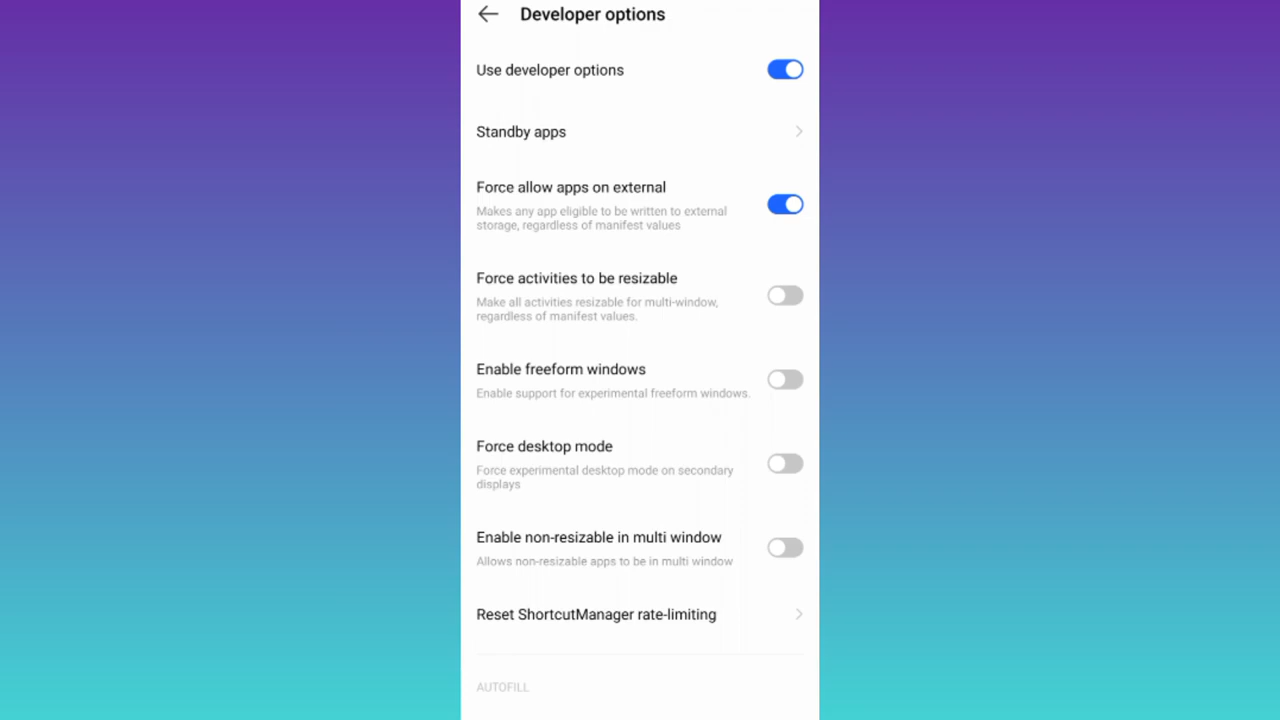 Developer options
Use developer options
Standby apps
Force allow apps on external
Makes any app eligible to be written to external
storage, regardless of manifest values
Force activities to be resizable
Make all activities resizable for multi-window,
regardless of manifest values.
Enable freeform windows
Enable support for experimental freeform windows.
Force desktop mode
Force experimental desktop mode on secondary
displays
Enable non-resizable in multi window
Allows non-resizable apps to be in multi window
Reset ShortcutManager rate-limiting
AUTOFILL